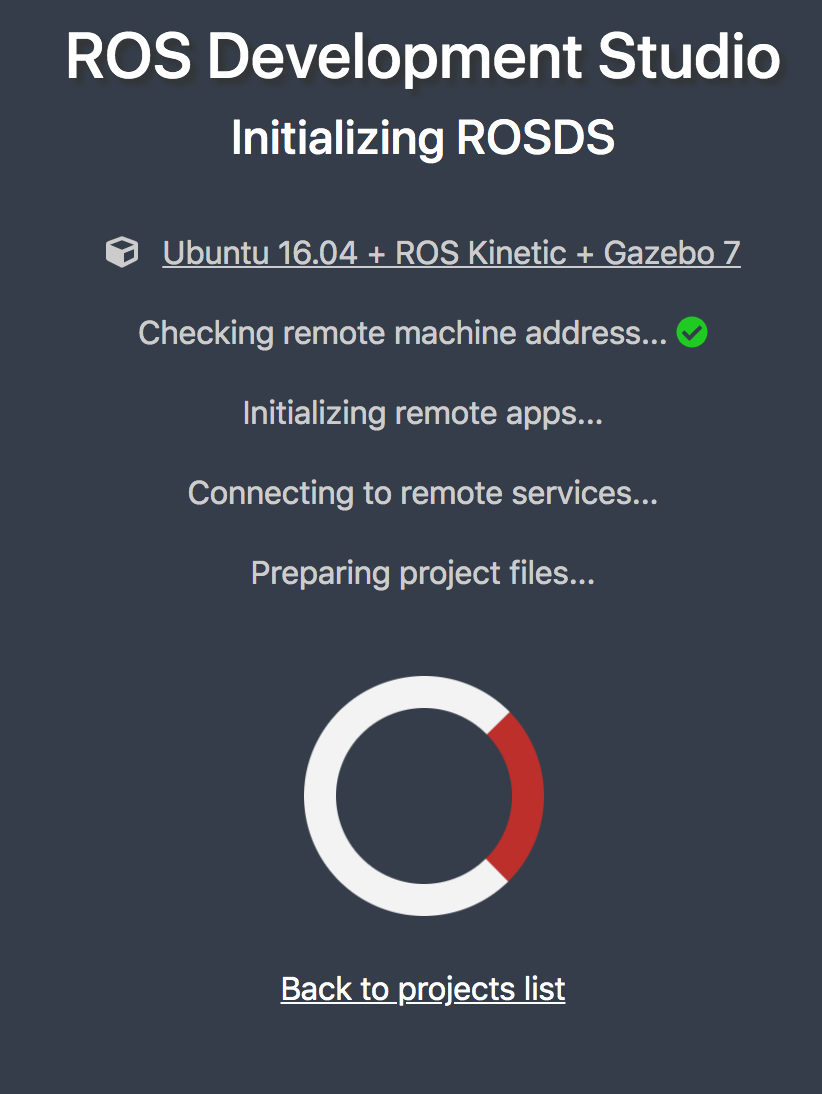 ROS Development Studio
Initializing ROSDS
Ubuntu 16.04 + ROS Kinetic + Gazebo 7
Checking remote machine address...
Initializing remote apps...
Connecting to remote services...
Preparing project files...
Back to projects list